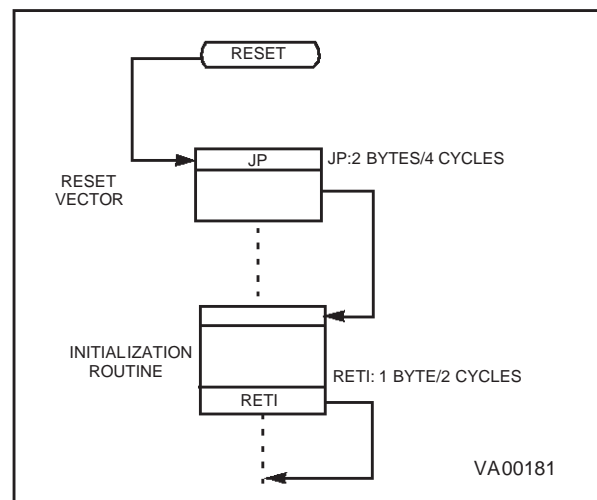 RESET
JP
JP:2 BYTES/4 CYCLES
RESET
VECTOR
INITIALIZATION
ROUTINE
RETI: 1 BYTE/2 CYCLES
RETI
VA00181